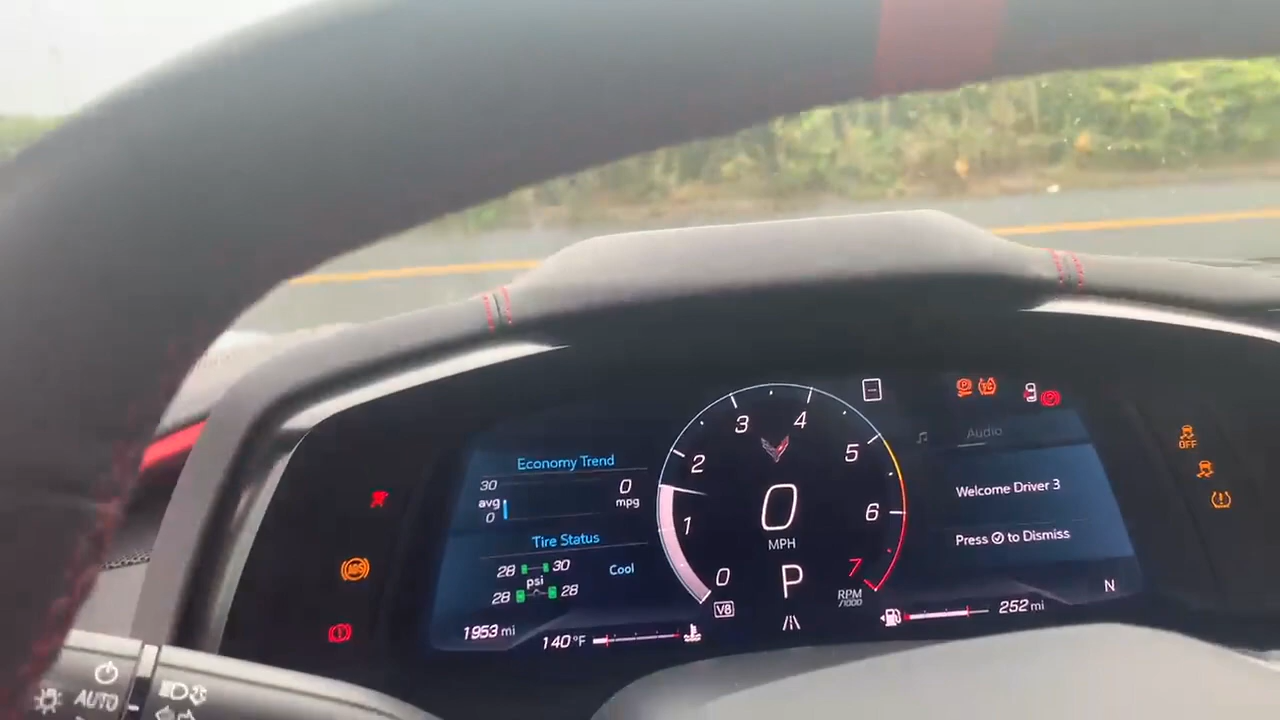 Economy Trend
30
avg
0
0
mpg
Tire Status
28 30
psi
28 28
Cool
1953 mi
140 °F
0
1
2
3
4
5
6
7
0
MPH
P
V8
RPM
/1000
Audio
Welcome Driver 3
Press to Dismiss
N
252 mi
ABS
OFF
AUTO